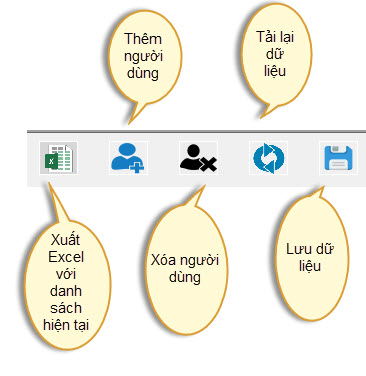 Thêm
người
dùng
Tải lại
dữ
liệu
Xuất
Excel
với
danh
sách
hiện tại
Xóa người
dùng
Lưu dữ
liệu